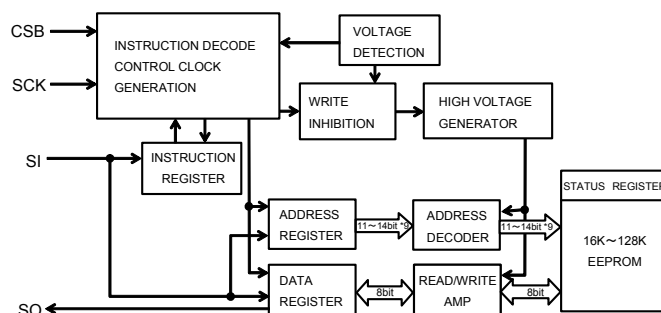 CSB
SCK
SI
SO
INSTRUCTION DECODE
CONTROL CLOCK
GENERATION
VOLTAGE
DETECTION
WRITE
INHIBITION
HIGH VOLTAGE
GENERATOR
INSTRUCTION
REGISTER
ADDRESS
REGISTER
11～14bit *9
ADDRESS
DECODER
11～14bit *9
DATA
REGISTER
8bit
READ/WRITE
AMP
8bit
STATUS REGISTER
16K～128K
EEPROM